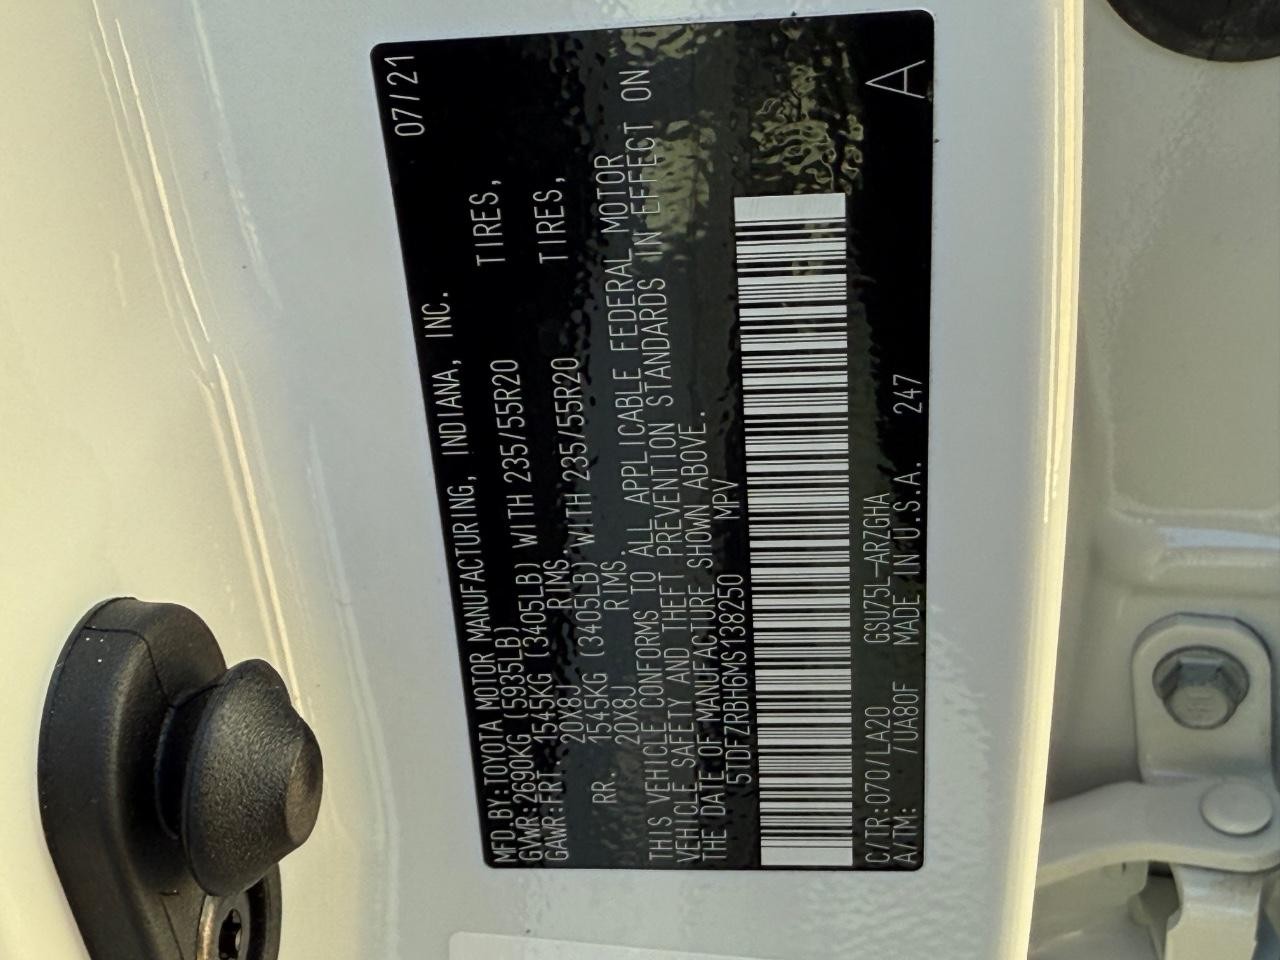 MFD.BY:TOYOTA MOTOR MANUFACTURING, INDIANA, INC. 07/21
GVWR:2690KG (5935LB)
GAWR:FRT. 1545KG (3405LB) WITH 235/55R20 TIRES,
20X8J RIMS
RR. 1545KG (3405LB) WITH 235/55R20 TIRES,
20X8J RIMS.
THIS VEHICLE CONFORMS TO ALL APPLICABLE FEDERAL MOTOR
VEHICLE SAFETY AND THEFT PREVENTION STANDARDS IN EFFECT ON
THE DATE OF MANUFACTURE SHOWN ABOVE.
5TDFZRBH6MS138250 MPV
C/TR:070/LA20 GSU75L-ARZGHA
A/TM: /UA80F MADE IN U.S.A. 247 A